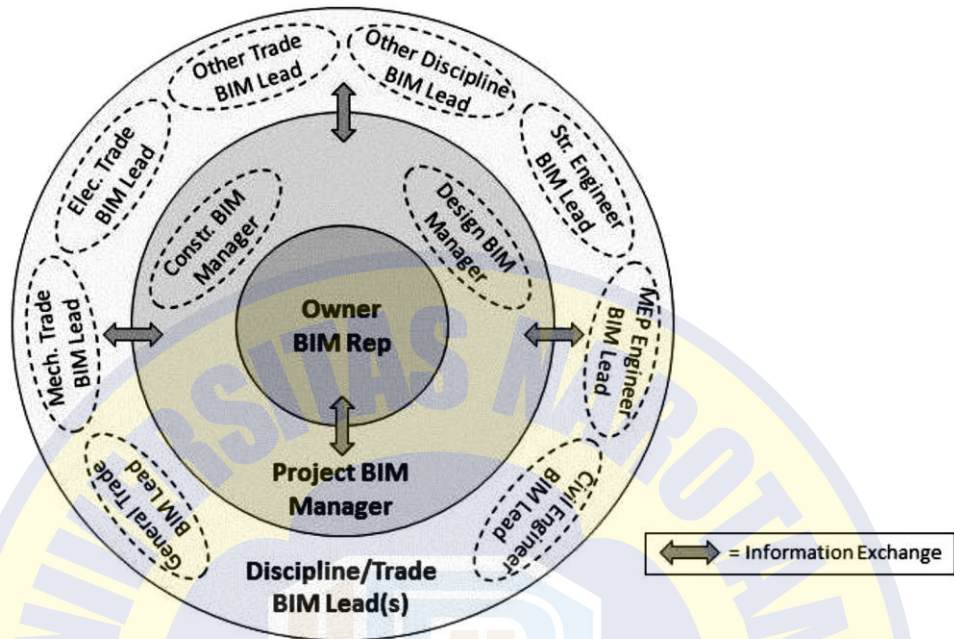 Other Trade
BIM Lead
Other Discipline
BIM Lead
Elec. Trade
BIM Lead
Str. Engineer
BIM Lead
Constr. BIM
Manager
Design BIM
Manager
Owner
BIM Rep
Mech. Trade
BIM Lead
MEP Engineer
BIM Lead
Project BIM
Manager
General Trade
BIM Lead
Civil Engineer
BIM Lead
Discipline/Trade
BIM Lead(s)
= Information Exchange